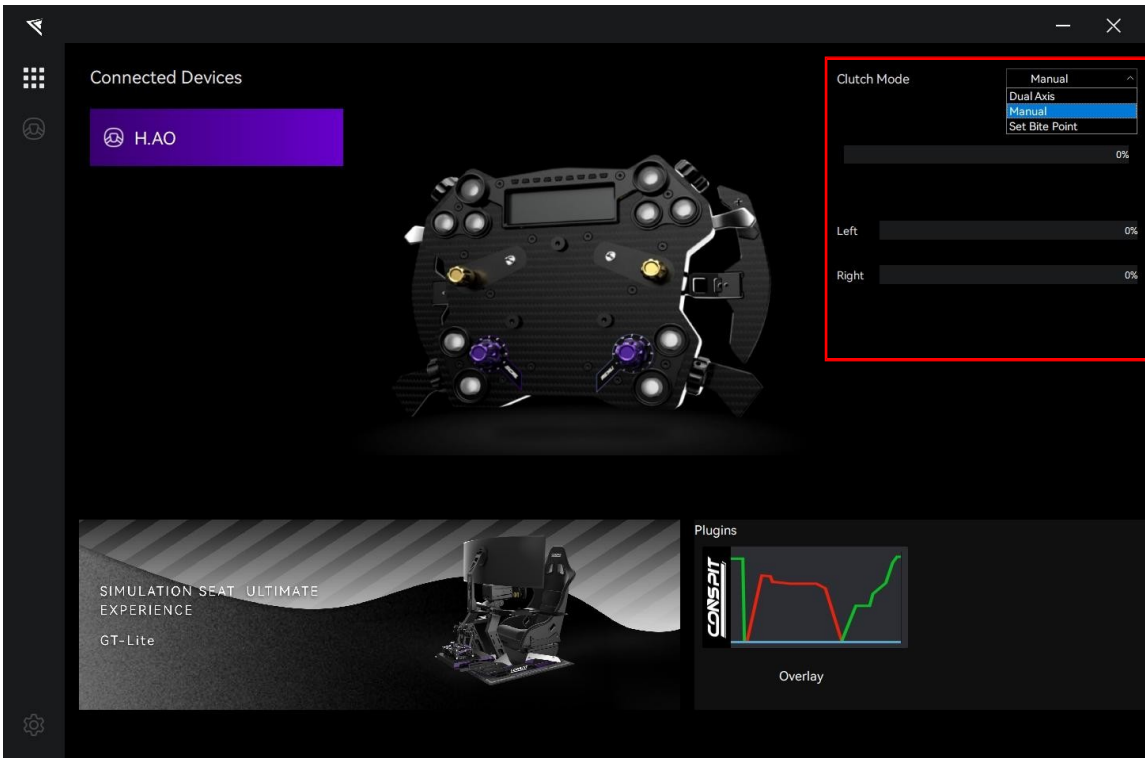 Connected Devices
H.AO
Clutch Mode
Manual
Dual Axis
Manual
Set Bite Point
0%
Left
0%
Right
0%
SIMULATION SEAT ULTIMATE
EXPERIENCE
GT-Lite
Plugins
CONSPIT
Overlay